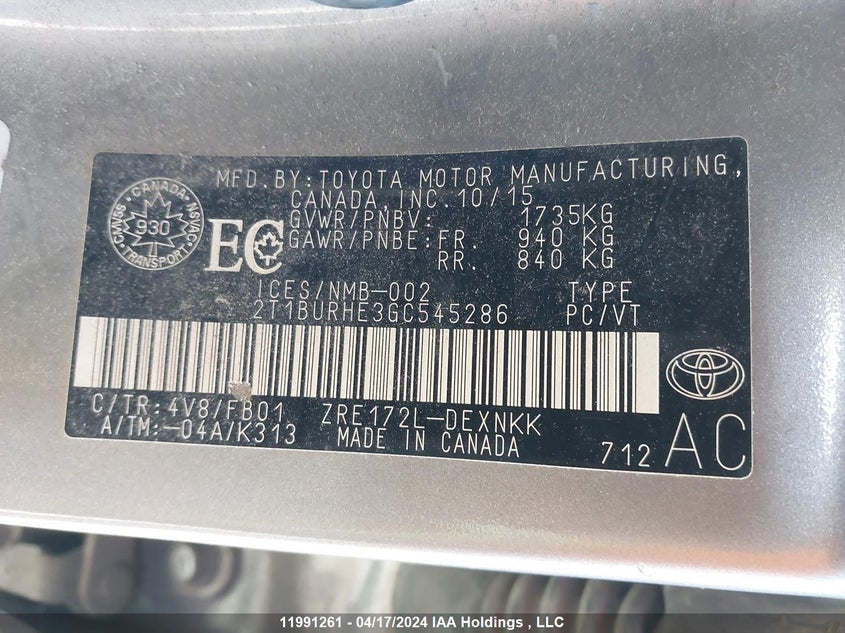 MFD.BY:TOYOTA MOTOR MANUFACTURING,
CANADA, INC.10/15
GVWR/PNBV: 1735KG
GAWR/PNBE:FR. 940 KG
RR. 840 KG
CANADA
CMVSS
930
NSVAC
TRANSPORT
EC
ICES/NMB-002 TYPE
2T1BURHE3GC545286 PC/VT
C/TR:4V8/FB01 ZRE172L-DEXNKK
A/TM:-04A/K313 MADE IN CANADA
712 AC
11991261 - 04/17/2024 IAA Holdings , LLC